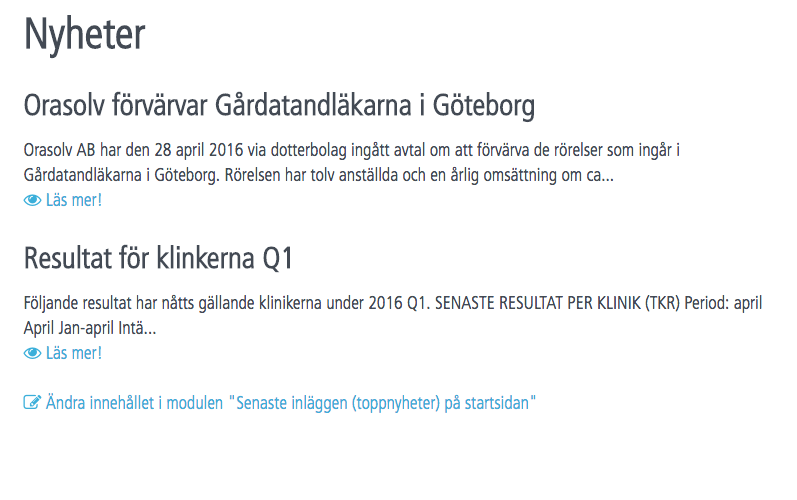 Nyheter
Orasolv förvärvar Gårdatandläkarna i Göteborg
Orasolv AB har den 28 april 2016 via dotterbolag ingått avtal om att förvärva de rörelser som ingår i
Gårdatandläkarna i Göteborg. Rörelsen har tolv anställda och en årlig omsättning om ca...
Läs mer!
Resultat för klinkerna Q1
Följande resultat har nåtts gällande klinikerna under 2016 Q1. SENASTE RESULTAT PER KLINIK (TKR) Period: april
April Jan-april Intä...
Läs mer!
Ändra innehållet i modulen "Senaste inläggen (toppnyheter) på startsidan"